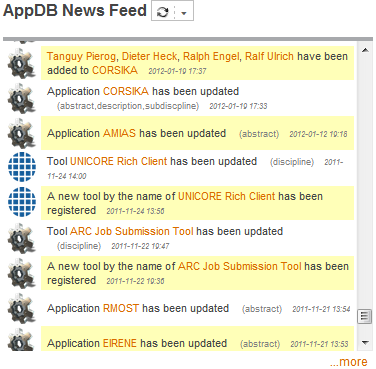 AppDB News Feed
Tanguy Pierog, Dieter Heck, Ralph Engel, Ralf Ulrich have been
added to CORSIKA 2012-01-19 17:37
Application CORSIKA has been updated
(abstract,description,subdiscpline) 2012-01-19 17:33
Application AMIAS has been updated (abstract) 2012-01-12 19:18
Tool UNICORE Rich Client has been updated (discipline) 2011-
11-24 14:00
A new tool by the name of UNICORE Rich Client has been
registered 2011-11-24 13:56
Tool ARC Job Submission Tool has been updated
(discipline) 2011-11-22 19:47
A new tool by the name of ARC Job Submission Tool has been
registered 2011-11-22 19:36
Application RMOST has been updated (abstract) 2011-11-21 13:54
Application EIRENE has been updated (abstract) 2011-11-21 13:53
...more